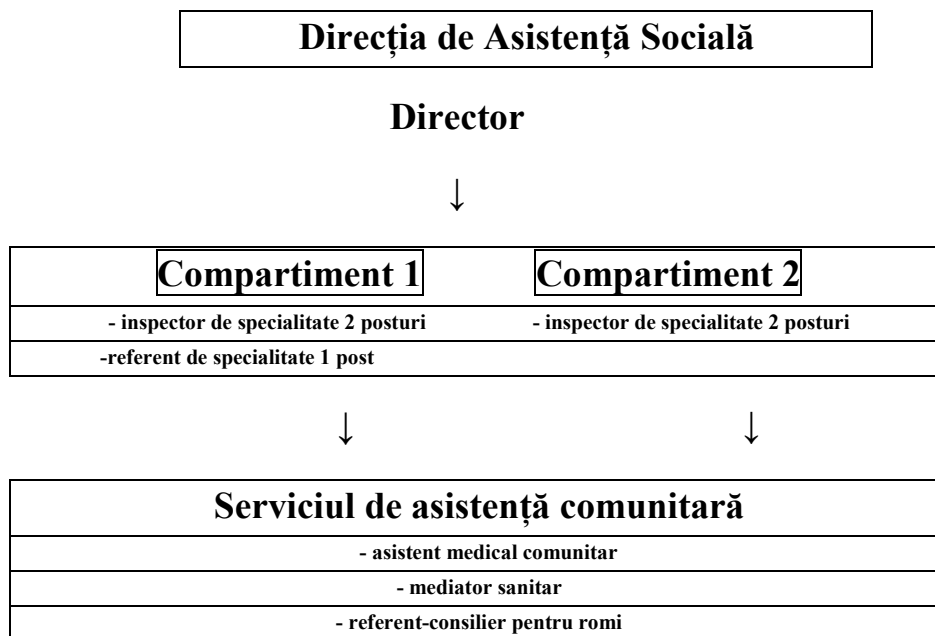 Direcția de Asistență Socială
Director
↓
Compartiment 1 Compartiment 2
- inspector de specialitate 2 posturi - inspector de specialitate 2 posturi
-referent de specialitate 1 post
↓ ↓
Serviciul de asistență comunitară
- asistent medical comunitar
- mediator sanitar
- referent-consilier pentru romi